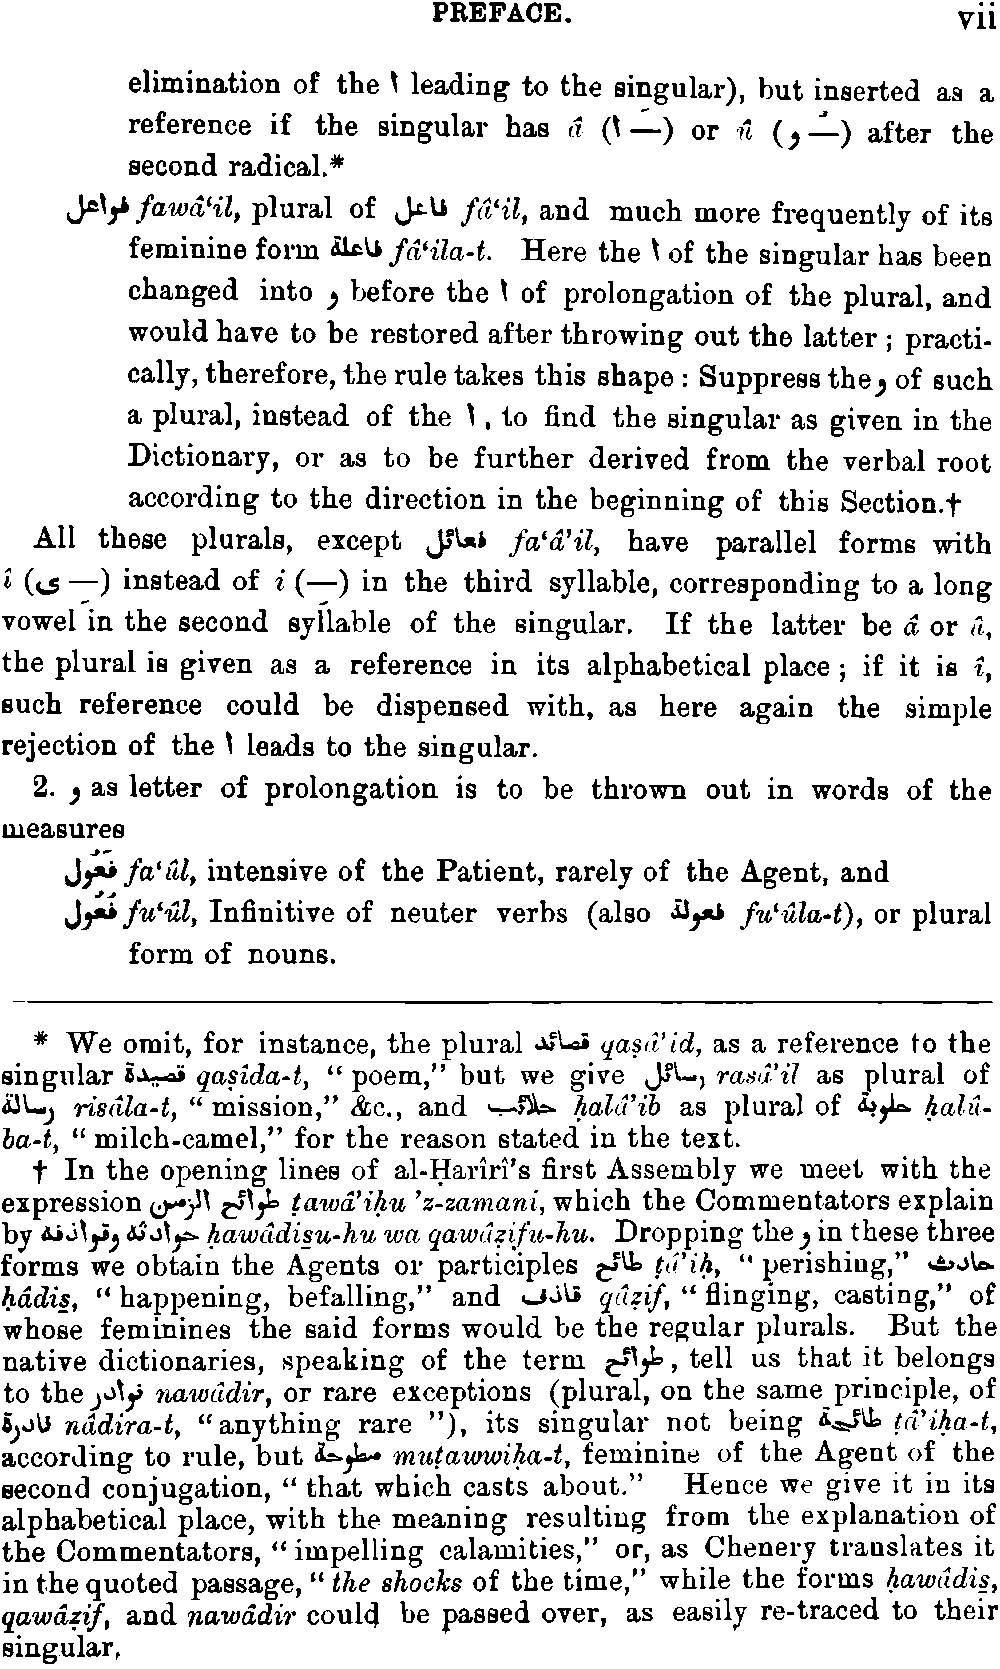 PREFACE. vii
elimination of the ا leading to the singular), but inserted as a
reference if the singular has â (ا —َ) or û (و —ُ) after the
second radical.*
فواعل fawâ‘il, plural of فاعل fâ‘il, and much more frequently of its
feminine form فاعلة fâ‘ila-t. Here the ا of the singular has been
changed into و before the ا of prolongation of the plural, and
would have to be restored after throwing out the latter ; practi-
cally, therefore, the rule takes this shape : Suppress the و of such
a plural, instead of the ا, to find the singular as given in the
Dictionary, or as to be further derived from the verbal root
according to the direction in the beginning of this Section.†
All these plurals, except فعائل fa‘â’il, have parallel forms with
î (ى —ِ) instead of i (—ِ) in the third syllable, corresponding to a long
vowel in the second syllable of the singular. If the latter be â or û,
the plural is given as a reference in its alphabetical place ; if it is î,
such reference could be dispensed with, as here again the simple
rejection of the ا leads to the singular.
2. و as letter of prolongation is to be thrown out in words of the
measures
فَعُول fa‘ûl, intensive of the Patient, rarely of the Agent, and
فُعُول fu‘ûl, Infinitive of neuter verbs (also فعولة fu‘ûla-t), or plural
form of nouns.
* We omit, for instance, the plural قصائد qaṣâ’id, as a reference to the
singular قصيدة qaṣîda-t, “ poem,” but we give رسائل rasâ’il as plural of
رسالة risâla-t, “ mission,” &c., and حلائب ḥalâ’ib as plural of حلوبة ḥalû-
ba-t, “ milch-camel,” for the reason stated in the text.
† In the opening lines of al-Ḥarîrî’s first Assembly we meet with the
expression طوائح الزمن ṭawâ’iḥu ’z-zamani, which the Commentators explain
by حوادثه وقواذفه ḥawâdiṣu-hu wa qawâẓifu-hu. Dropping the و in these three
forms we obtain the Agents or participles طائح ṭâ’iḥ, “ perishing,” حادث
ḥâdiṣ, “ happening, befalling,” and قاذف qâẓif, “ flinging, casting,” of
whose feminines the said forms would be the regular plurals. But the
native dictionaries, speaking of the term طوائح, tell us that it belongs
to the نوادر nawâdir, or rare exceptions (plural, on the same principle, of
نادرة nâdira-t, “anything rare ”), its singular not being طائحة ṭâ’iḥa-t,
according to rule, but مطوحة muṭawwiḥa-t, feminine of the Agent of the
second conjugation, “ that which casts about.” Hence we give it in its
alphabetical place, with the meaning resulting from the explanation of
the Commentators, “ impelling calamities,” or, as Chenery translates it
in the quoted passage, “ the shocks of the time,” while the forms ḥawâdis,
qawâẓif, and nawâdir could be passed over, as easily re-traced to their
singular.